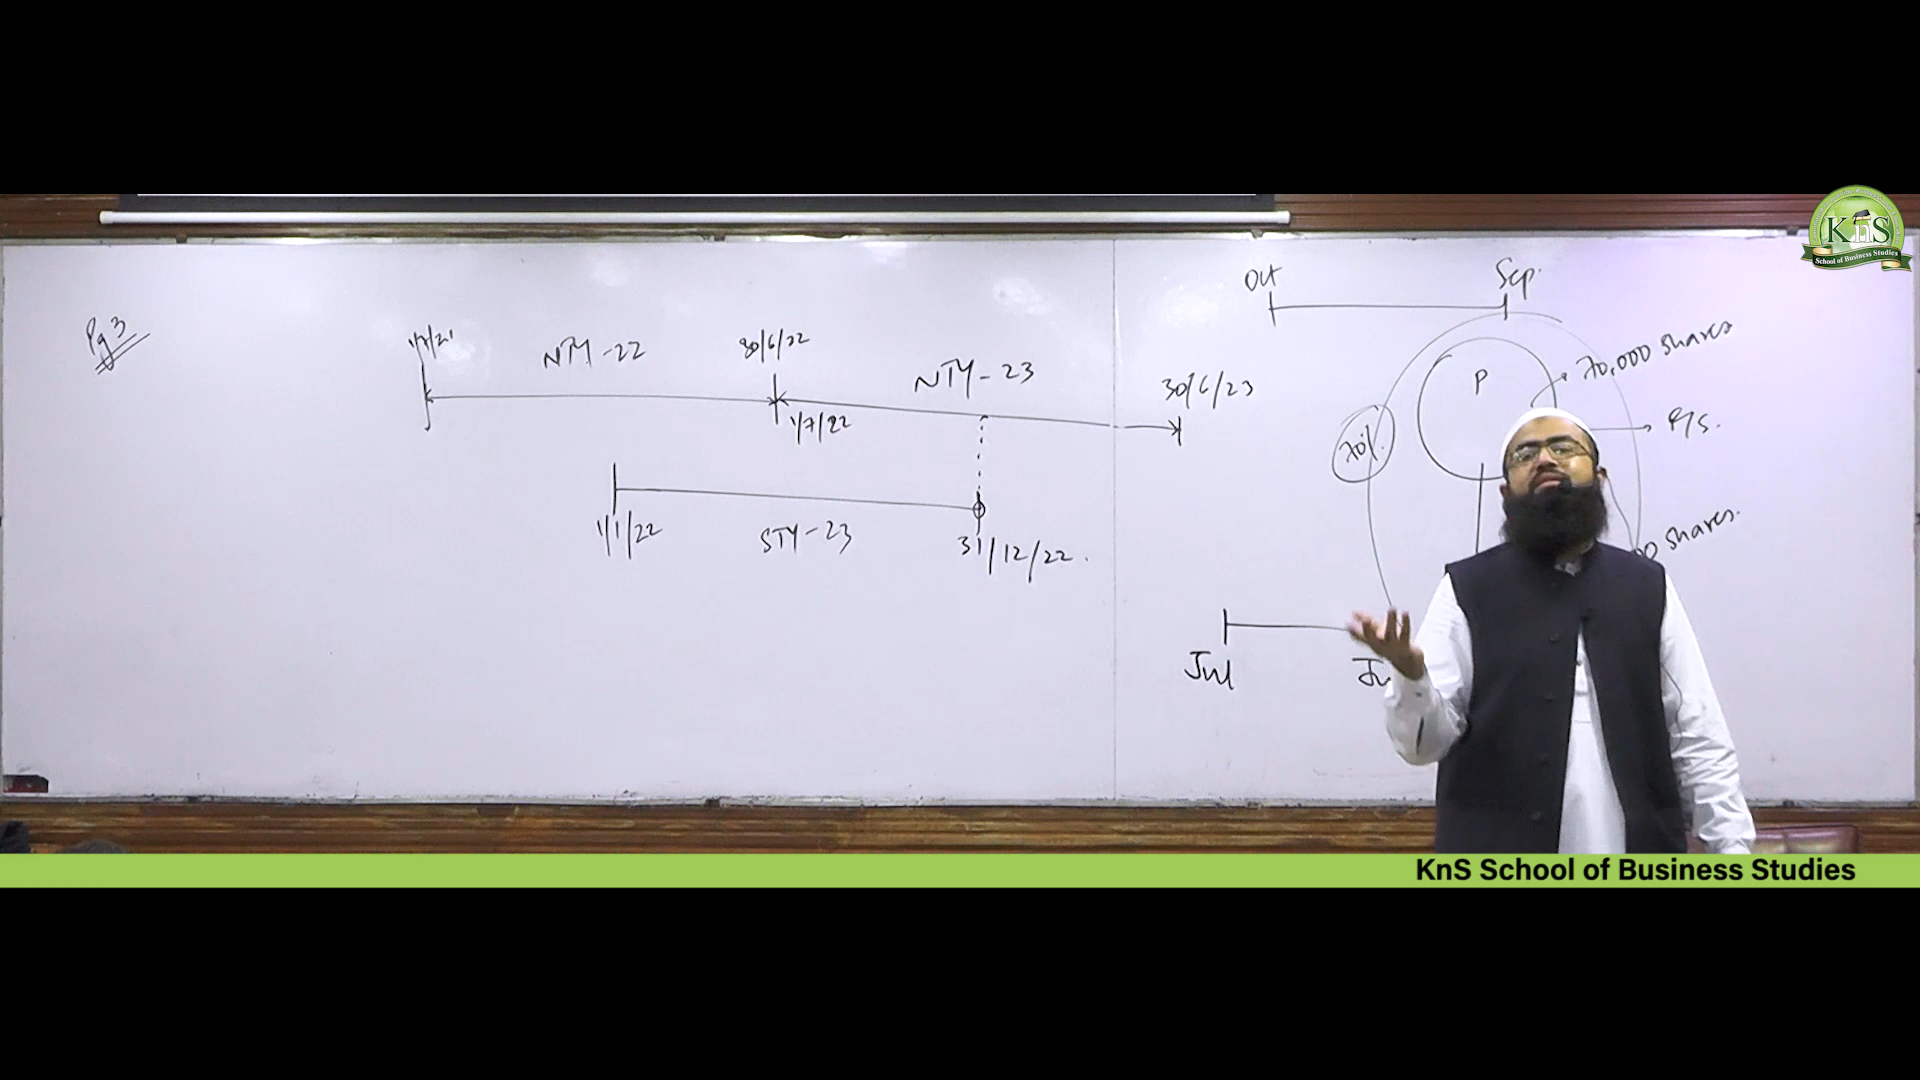 Pg 3
1/7/21
NTY-22
30/6/22
NTY-23
30/6/23
1/7/22
1/1/22
STY-23
31/12/22.
Oct
Sep.
P
70,000 shares
70%
shares.
Jul
KnS
School of Business Studies
KnS School of Business Studies